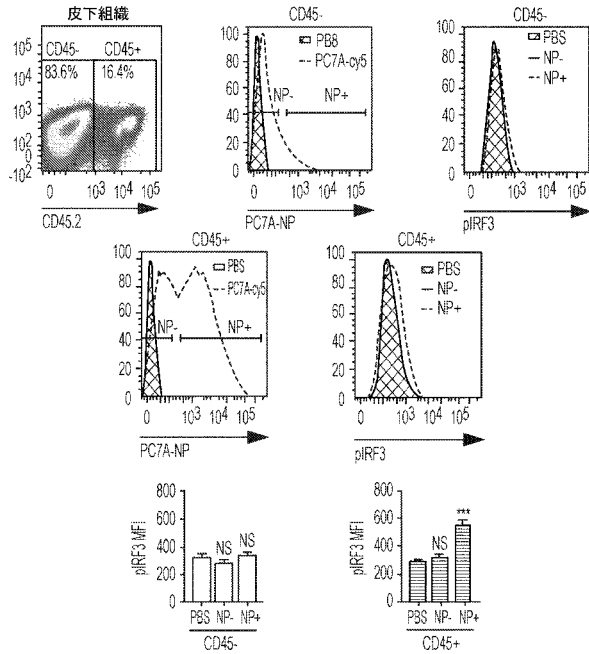 皮下組織
CD45- CD45+
83.6% 16.4%
10⁵
10⁴
10³
10²
0
-10²
0 10³ 10⁴ 10⁵
CD45.2
CD45-
PB8
PC7A-cy5
NP- NP+
100
80
60
40
20
0
0 10³ 10⁴ 10⁵
PC7A-NP
CD45-
PBS
NP-
NP+
100
80
60
40
20
0
0 10³ 10⁴ 10⁵
pIRF3
CD45+
PBS
PC7A-cy5
NP- NP+
100
80
60
40
20
0
0 10³ 10⁴ 10⁵
PC7A-NP
CD45+
PBS
NP-
NP+
100
80
60
40
20
0
0 10³ 10⁴ 10⁵
pIRF3
pIRF3 MFI
800
600
400
200
0
NS NS
PBS NP- NP+
CD45-
pIRF3 MFI
800
600
400
200
0
NS ***
PBS NP- NP+
CD45+